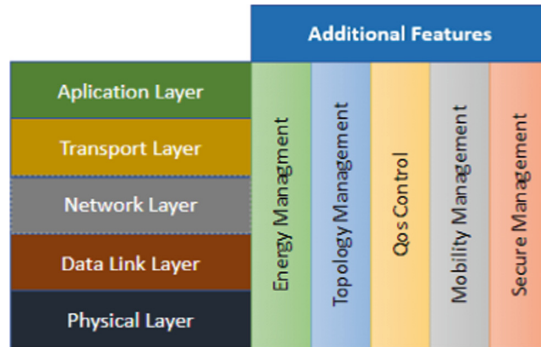 Additional Features
Aplication Layer
Transport Layer
Network Layer
Data Link Layer
Physical Layer
Energy Managment
Topology Management
Qos Control
Mobility Management
Secure Management